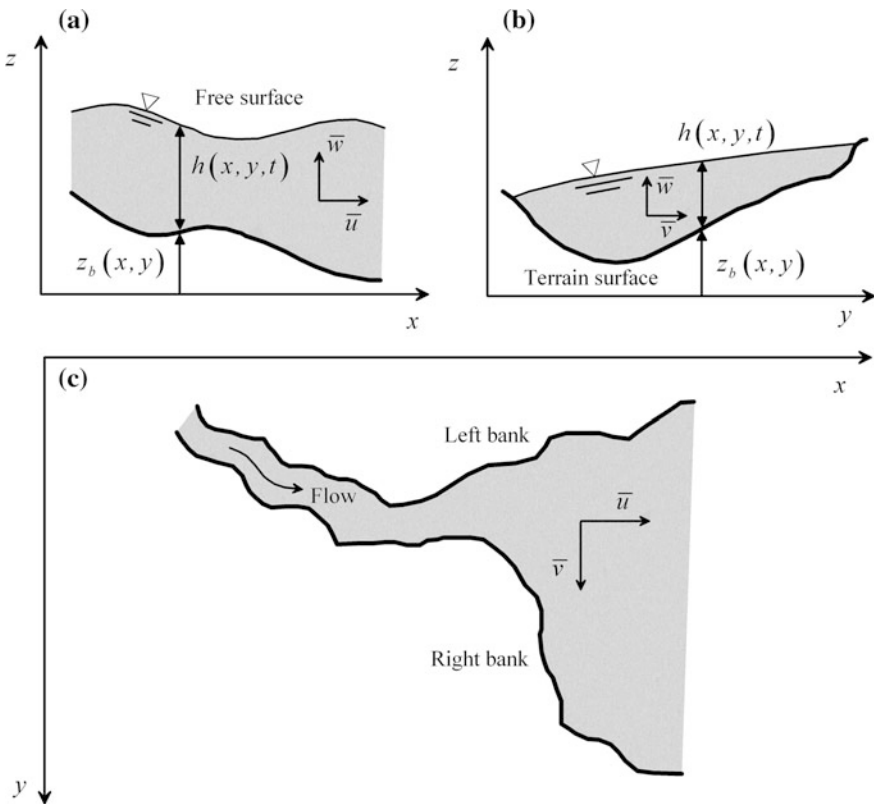 (a)
z
Free surface
h(x, y, t)
w̅
u̅
z_b(x, y)
x
(b)
z
h(x, y, t)
w̅
v̅
Terrain surface
z_b(x, y)
y
(c)
x
Left bank
Flow
u̅
v̅
Right bank
y